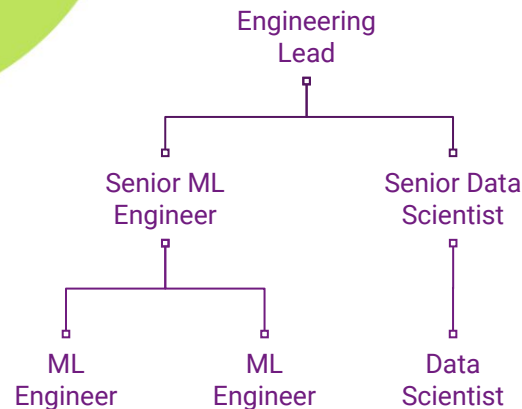 Engineering
Lead
Senior ML
Engineer
Senior Data
Scientist
ML
Engineer
ML
Engineer
Data
Scientist